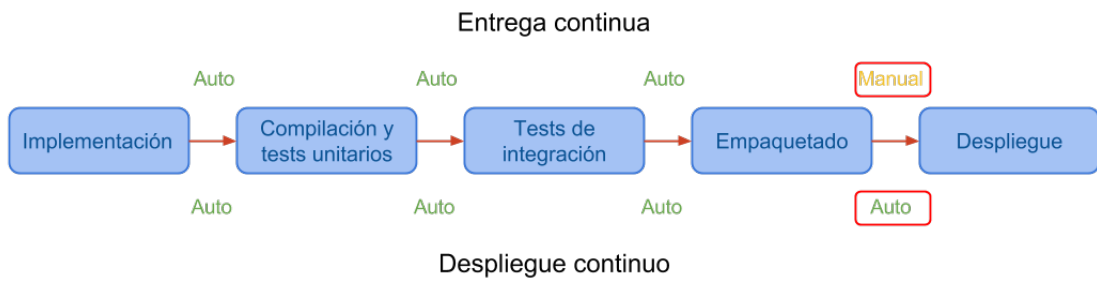 Entrega continua
Auto Auto Auto Manual
Implementación
Compilación y
tests unitarios
Tests de
integración
Empaquetado
Despliegue
Auto Auto Auto Auto
Despliegue continuo